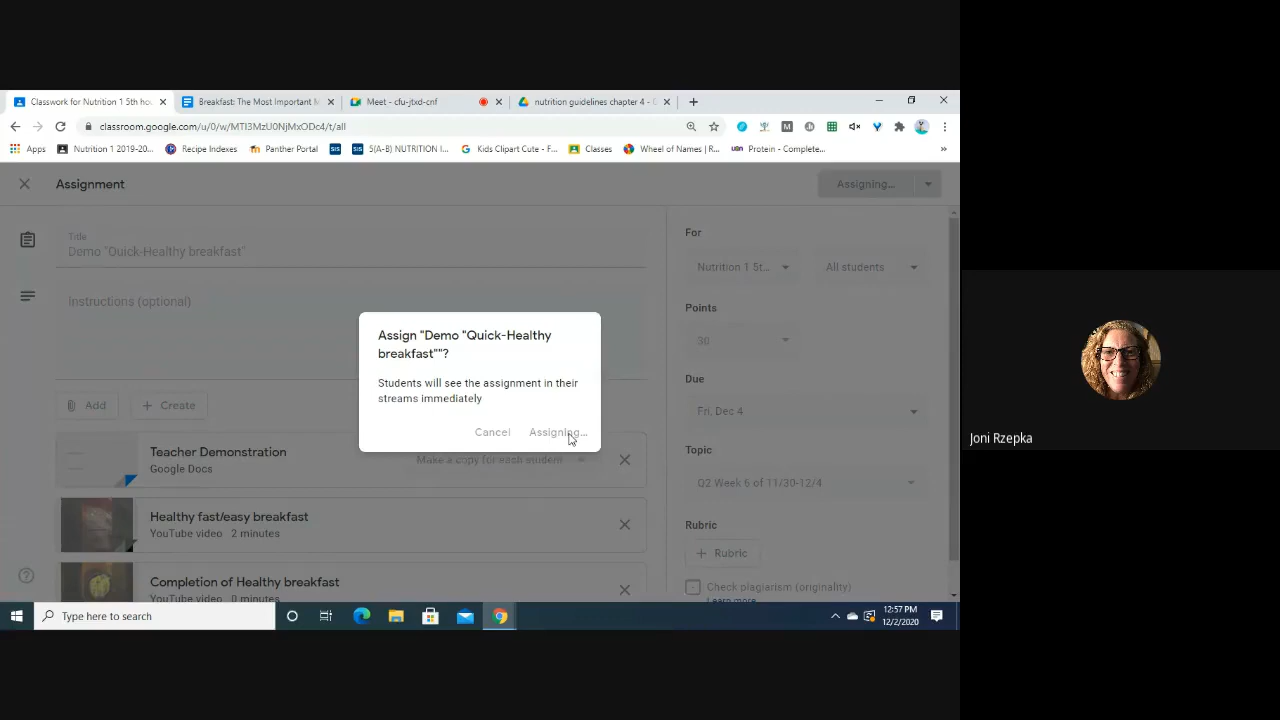 Classwork for Nutrition 1 5th ho
Breakfast: The Most Important M
Meet - cfu-jtxd-cnf
nutrition guidelines chapter 4 - G
classroom.google.com/u/0/w/MTI3MzU0NjMxODc4/t/all
Apps
Nutrition 1 2019-20...
Recipe Indexes
Panther Portal
SIS
SIS
5(A-B) NUTRITION I...
Kids Clipart Cute - F...
Classes
Wheel of Names | R...
Protein - Complete...
Assignment
Assigning...
Title
Demo "Quick-Healthy breakfast"
Instructions (optional)
Add
Create
Assign "Demo "Quick-Healthy
breakfast""?
Students will see the assignment in their
streams immediately
Cancel
Assigning...
Teacher Demonstration
Google Docs
Make a copy for each student
Healthy fast/easy breakfast
YouTube video 2 minutes
Completion of Healthy breakfast
YouTube video 0 minutes
For
Nutrition 1 5t...
All students
Points
30
Due
Fri, Dec 4
Topic
Q2 Week 6 of 11/30-12/4
Rubric
+ Rubric
Check plagiarism (originality)
Learn more
Type here to search
12:57 PM
12/2/2020
Joni Rzepka